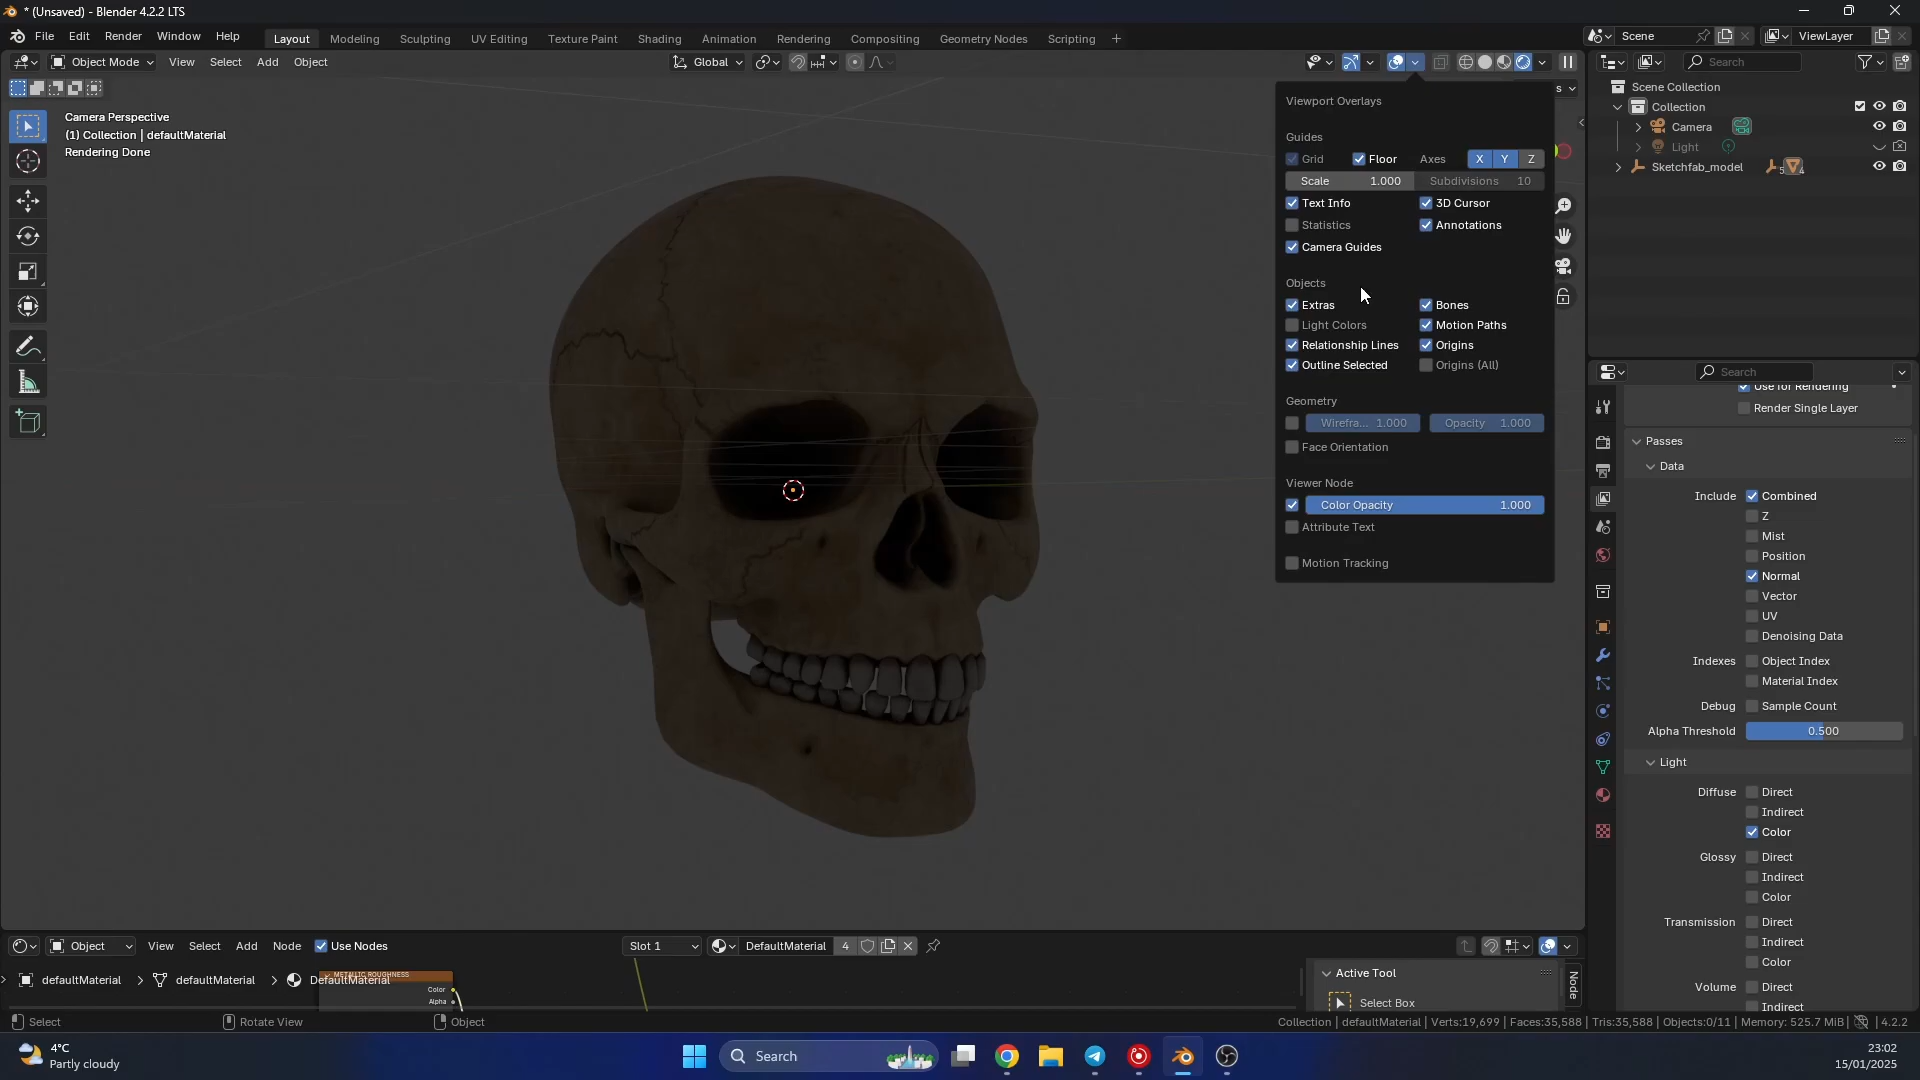 * (Unsaved) - Blender 4.2.2 LTS
File Edit Render Window Help Layout Modeling Sculpting UV Editing Texture Paint Shading Animation Rendering Compositing Geometry Nodes Scripting + Scene ViewLayer
Object Mode View Select Add Object Global Search
Camera Perspective
(1) Collection | defaultMaterial
Rendering Done
Viewport Overlays
Guides
Grid Floor Axes X Y Z
Scale 1.000 Subdivisions 10
Text Info 3D Cursor
Statistics Annotations
Camera Guides
Objects
Extras Bones
Light Colors Motion Paths
Relationship Lines Origins
Outline Selected Origins (All)
Geometry
Wirefra... 1.000 Opacity 1.000
Face Orientation
Viewer Node
Color Opacity 1.000
Attribute Text
Motion Tracking
Scene Collection
Collection
Camera
Light
Sketchfab_model
Search
Use for Rendering
Render Single Layer
Passes
Data
Include Combined
Z
Mist
Position
Normal
Vector
UV
Denoising Data
Indexes Object Index
Material Index
Debug Sample Count
Alpha Threshold 0.500
Light
Diffuse Direct
Indirect
Color
Glossy Direct
Indirect
Color
Transmission Direct
Indirect
Color
Volume Direct
Indirect
Object View Select Add Node Use Nodes Slot 1 DefaultMaterial 4
defaultMaterial > defaultMaterial > DefaultMaterial
METALLIC ROUGHNESS
Color
Alpha
Active Tool
Select Box
Node
Select Rotate View Object
Collection | defaultMaterial | Verts:19,699 | Faces:35,588 | Tris:35,588 | Objects:0/11 | Memory: 525.7 MiB | 4.2.2
4°C
Partly cloudy
Search
23:02
15/01/2025